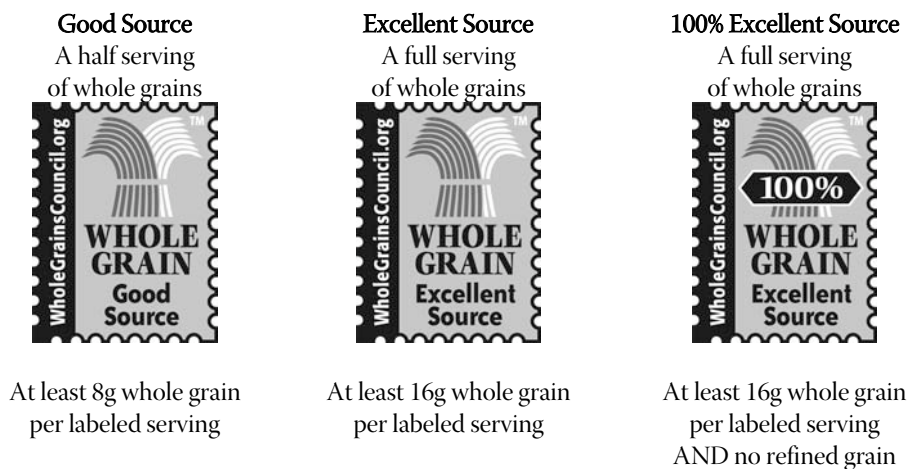 Good Source
A half serving
of whole grains
WholeGrainsCouncil.org
TM
WHOLE
GRAIN
Good
Source
At least 8g whole grain
per labeled serving
Excellent Source
A full serving
of whole grains
WholeGrainsCouncil.org
TM
WHOLE
GRAIN
Excellent
Source
At least 16g whole grain
per labeled serving
100% Excellent Source
A full serving
of whole grains
WholeGrainsCouncil.org
TM
100%
WHOLE
GRAIN
Excellent
Source
At least 16g whole grain
per labeled serving
AND no refined grain